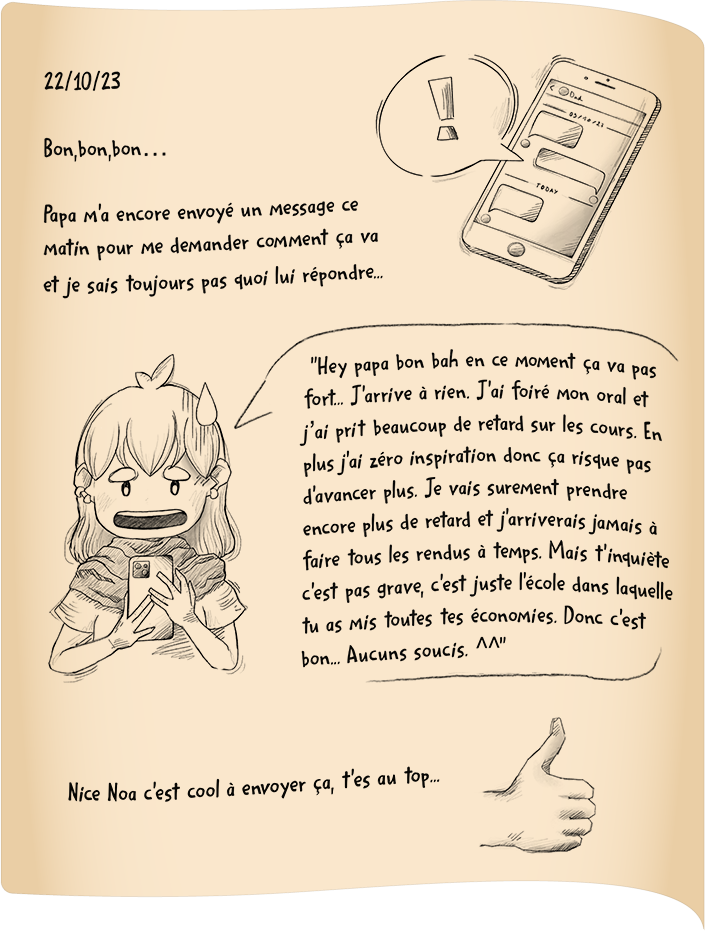 22/10/23
Bon,bon,bon...
Papa m'a encore envoyé un message ce
matin pour me demander comment ça va
et je sais toujours pas quoi lui répondre...
!
Dad
03/10/23
TODAY
"Hey papa bon bah en ce moment ça va pas
fort... J'arrive à rien. J'ai foiré mon oral et
j'ai prit beaucoup de retard sur les cours. En
plus j'ai zéro inspiration donc ça risque pas
d'avancer plus. Je vais surement prendre
encore plus de retard et j'arriverais jamais à
faire tous les rendus à temps. Mais t'inquiète
c'est pas grave, c'est juste l'école dans laquelle
tu as mis toutes tes économies. Donc c'est
bon... Aucuns soucis. ^^"
Nice Noa c'est cool à envoyer ça, t'es au top...